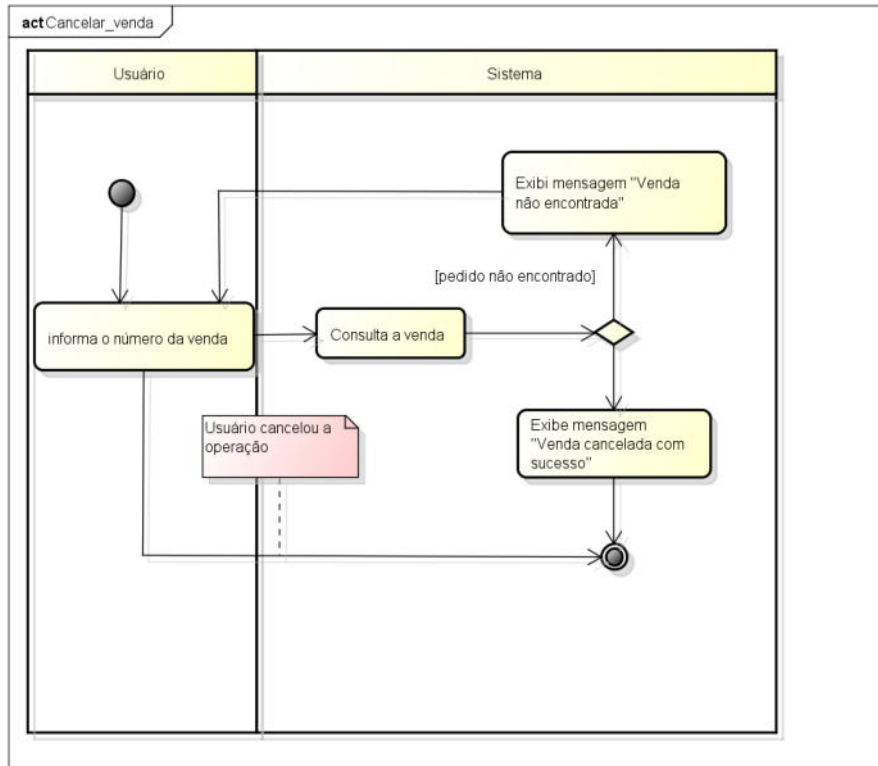 act Cancelar_venda
Usuário
Sistema
Exibi mensagem "Venda
não encontrada"
[pedido não encontrado]
informa o número da venda
Consulta a venda
Usuário cancelou a
operação
Exibe mensagem
"Venda cancelada com
sucesso"